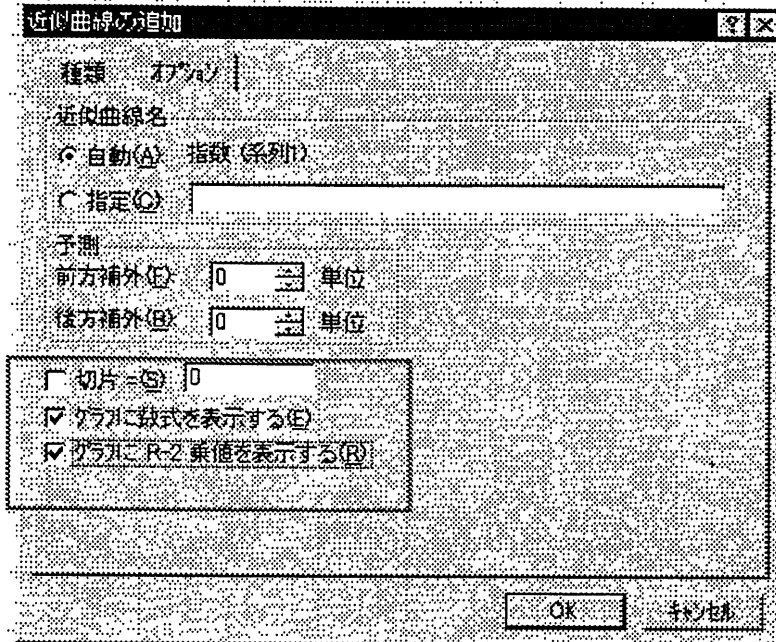 近似曲線の追加
種類 オプション
近似曲線名
自動(A) 指数 (系列1)
指定(C)
予測
前方補外(F) 0 単位
後方補外(B) 0 単位
切片 =(S) 0
グラフに数式を表示する(E)
グラフに R-2 乗値を表示する(R)
OK キャンセル